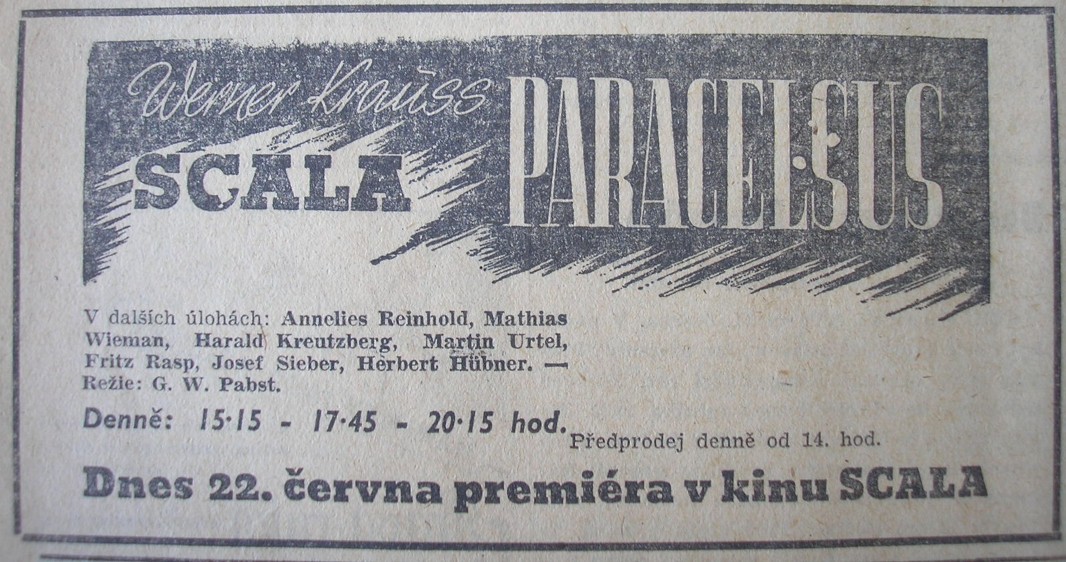 Werner Krauss
PARACELSUS
SCALA
V dalších úlohách: Annelies Reinhold, Mathias
Wieman, Harald Kreutzberg, Martin Urtel,
Fritz Rasp, Josef Sieber, Herbert Hübner. —
Režie: G. W. Pabst.
Denně: 15·15 - 17·45 - 20·15 hod.
Předprodej denně od 14. hod.
Dnes 22. června premiéra v kinu SCALA